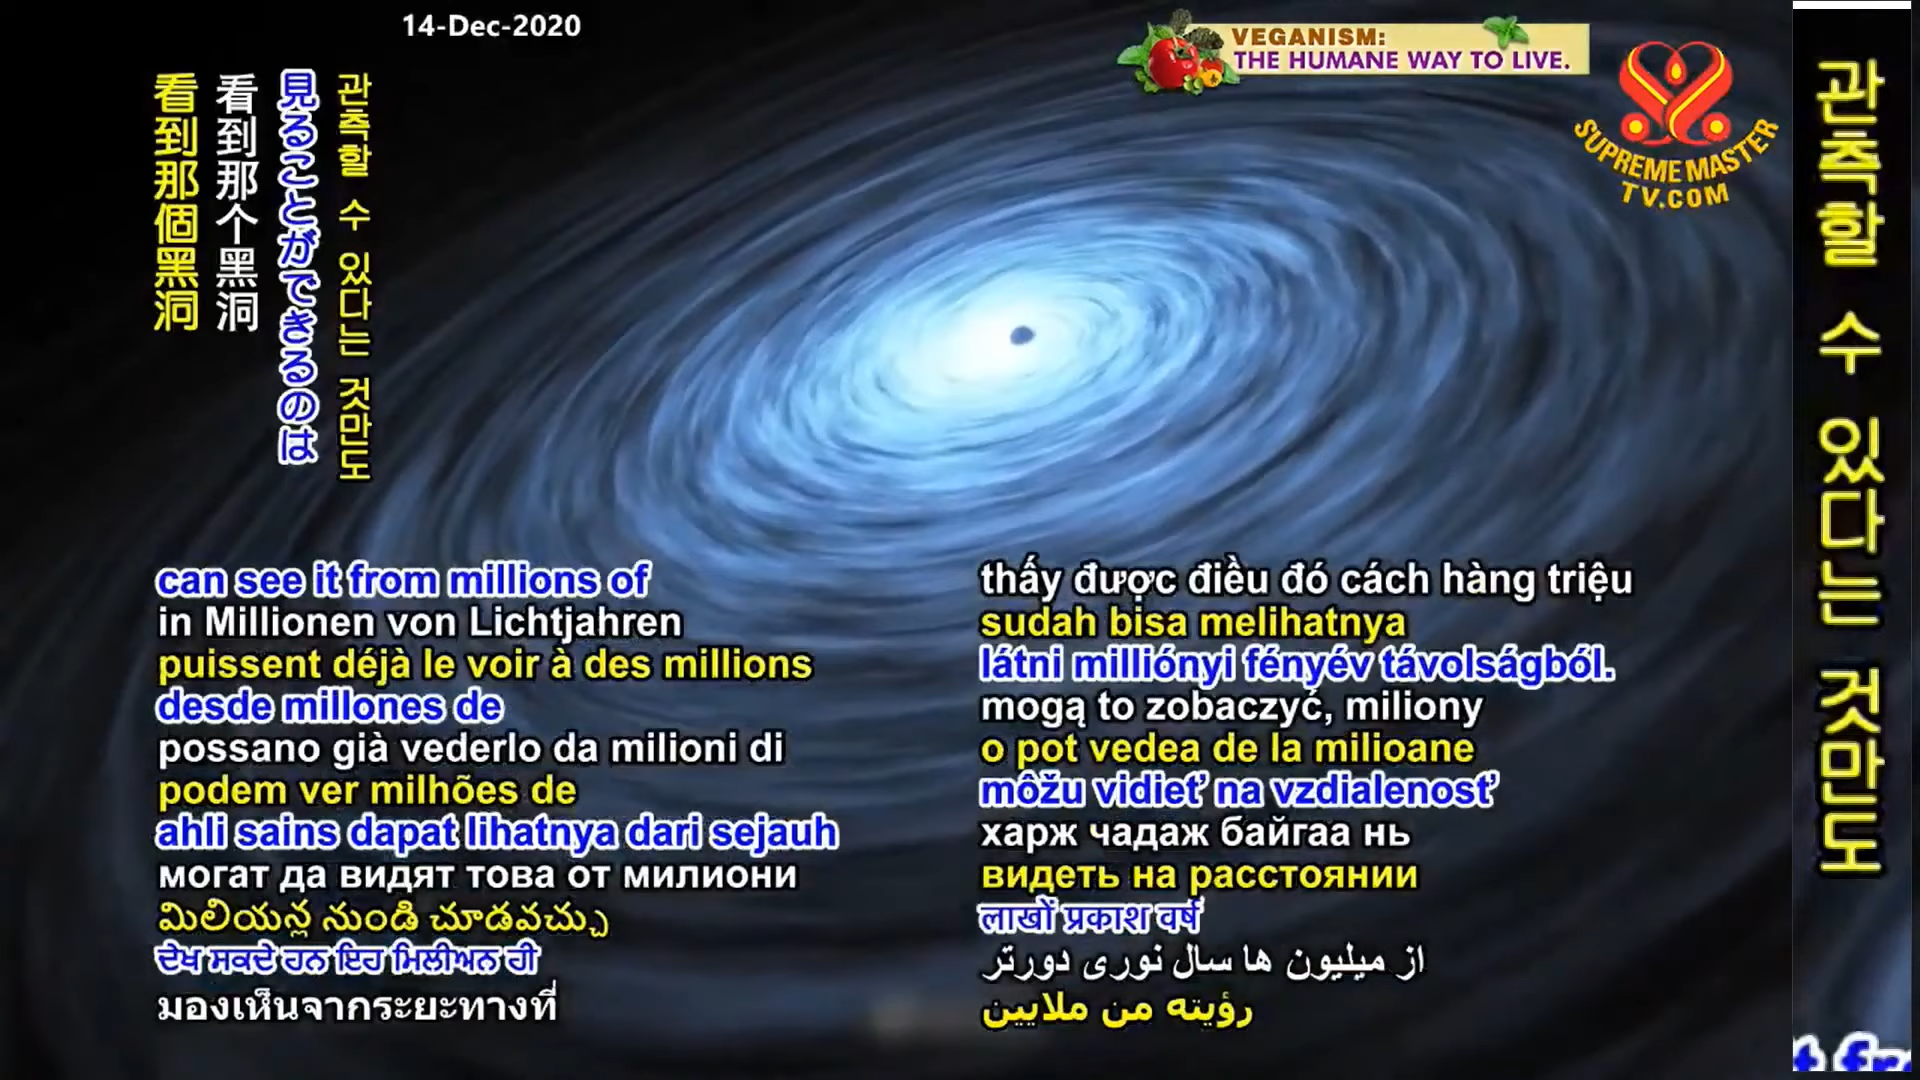 14-Dec-2020
VEGANISM:
THE HUMANE WAY TO LIVE.
SUPREME MASTER
TV.COM
看到那個黑洞
看到那个黑洞
見ることができるのは
관측할 수 있다는 것만도
can see it from millions of
in Millionen von Lichtjahren
puissent déjà le voir à des millions
desde millones de
possano già vederlo da milioni di
podem ver milhões de
ahli sains dapat lihatnya dari sejauh
могат да видят това от милиони
మిలియన్ల నుండి చూడవచ్చు
ਦੇਖ ਸਕਦੇ ਹਨ ਇਹ ਮਿਲੀਅਨ ਹੀ
มองเห็นจากระยะทางที่
thấy được điều đó cách hàng triệu
sudah bisa melihatnya
látni milliónyi fényév távolságból.
mogą to zobaczyć, miliony
o pot vedea de la milioane
môžu vidieť na vzdialenosť
харж чадаж байгаа нь
видеть на расстоянии
लाखों प्रकाश वर्ष
از میلیون ها سال نوری دورتر
رؤيته من ملايين
관측할 수 있다는 것만도